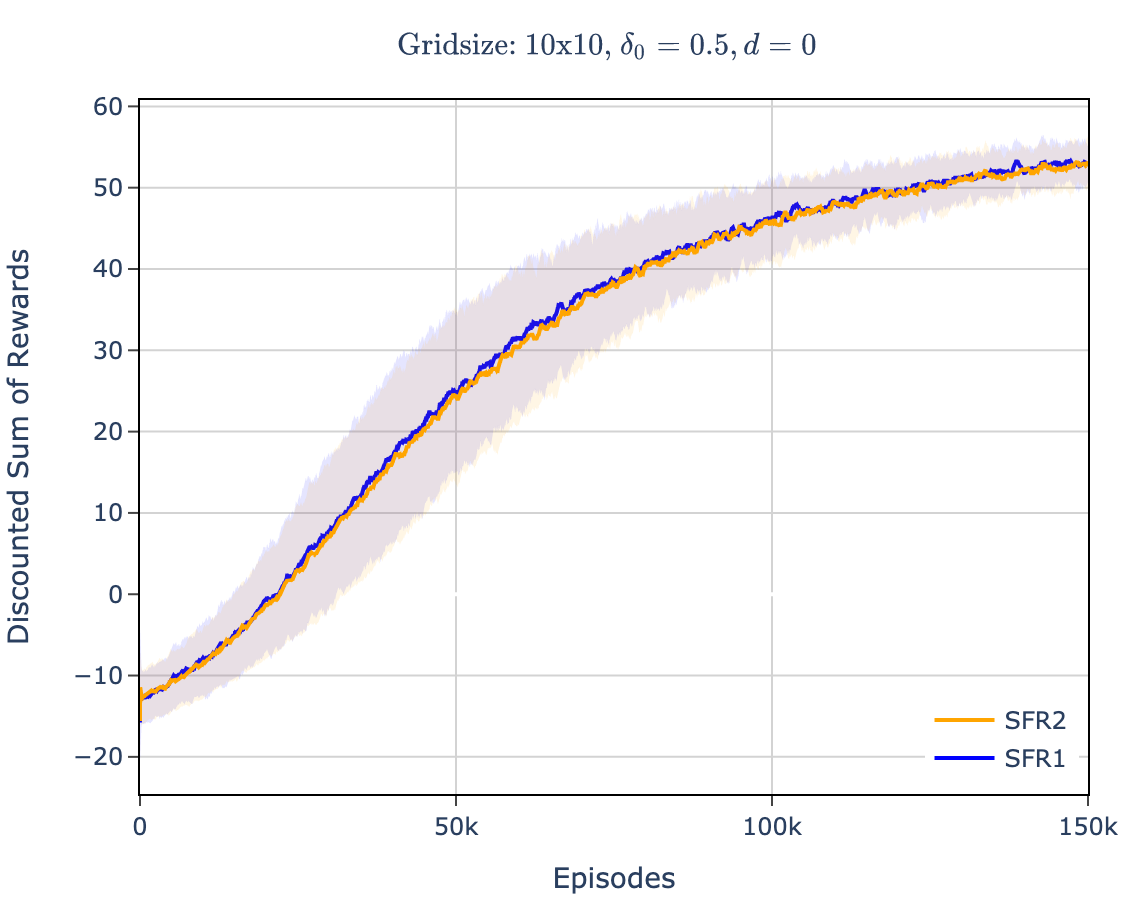 Gridsize: 10x10, δ₀ = 0.5, d = 0
Discounted Sum of Rewards
60
50
40
30
20
10
0
−10
−20
SFR2
SFR1
0 50k 100k 150k
Episodes